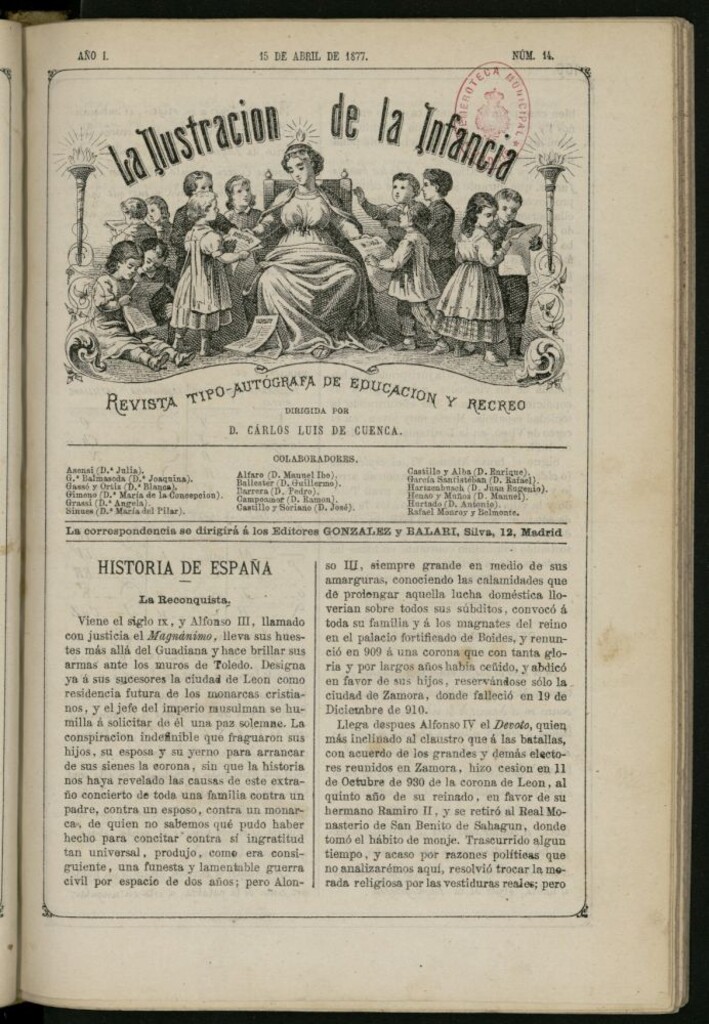 AÑO I.
15 DE ABRIL DE 1877.
NÚM. 14.
HEMEROTECA MUNICIPAL
La Ilustracion de la Infancia
REVISTA TIPO-AUTÓGRAFA DE EDUCACION Y RECREO
DIRIGIDA POR
D. CÁRLOS LUIS DE CUENCA.
COLABORADORES.
Asensi (D.ª Julia).
G.ª Balmaseda (D.ª Joaquina).
Gassó y Ortiz (D.ª Blanca).
Gimeno (D.ª María de la Concepcion).
Grassi (D.ª Angela).
Sinues (D.ª María del Pilar).
Alfaro (D. Manuel Ibo).
Ballester (D. Guillermo).
Barrera (D. Pedro).
Campoamor (D. Ramon).
Castillo y Soriano (D. José).
Castillo y Alba (D. Enrique).
García Santistéban (D. Rafael).
Hartzenbusch (D. Juan Eugenio).
Henao y Muñoz (D. Manuel).
Hurtado (D. Antonio).
Rafael Monroy y Belmonte.
La correspondencia se dirigirá á los Editores GONZALEZ y BALARI, Silva, 12, Madrid
HISTORIA DE ESPAÑA
La Reconquista.
Viene el siglo IX, y Alfonso III, llamado
con justicia el Magnánimo, lleva sus hues-
tes más allá del Guadiana y hace brillar sus
armas ante los muros de Toledo. Designa
ya á sus sucesores la ciudad de Leon como
residencia futura de los monarcas cristia-
nos, y el jefe del imperio musulman se hu-
milla á solicitar de él una paz solemne. La
conspiracion indefinible que fraguaron sus
hijos, su esposa y su yerno para arrancar
de sus sienes la corona, sin que la historia
nos haya revelado las causas de este extra-
ño concierto de toda una familia contra un
padre, contra un esposo, contra un monar-
ca, de quien no sabemos qué pudo haber
hecho para concitar contra sí ingratitud
tan universal, produjo, como era consi-
guiente, una funesta y lamentable guerra
civil por espacio de dos años; pero Alon-
so III, siempre grande en medio de sus
amarguras, conociendo las calamidades que
de prolongar aquella lucha doméstica llo-
verian sobre todos sus súbditos, convocó á
toda su familia y á los magnates del reino
en el palacio fortificado de Boides, y renun-
ció en 909 á una corona que con tanta glo-
ria y por largos años habia ceñido, y abdicó
en favor de sus hijos, reservándose sólo la
ciudad de Zamora, donde falleció en 19 de
Diciembre de 910.
Llega despues Alfonso IV el Devoto, quien
más inclinado al claustro que á las batallas,
con acuerdo de los grandes y demás electo-
res reunidos en Zamora, hizo cesion en 11
de Octubre de 930 de la corona de Leon, al
quinto año de su reinado, en favor de su
hermano Ramiro II, y se retiró al Real Mo-
nasterio de San Benito de Sahagun, donde
tomó el hábito de monje. Trascurrido algun
tiempo, y acaso por razones políticas que
no analizarémos aquí, resolvió trocar la mo-
rada religiosa por las vestiduras reales; pero